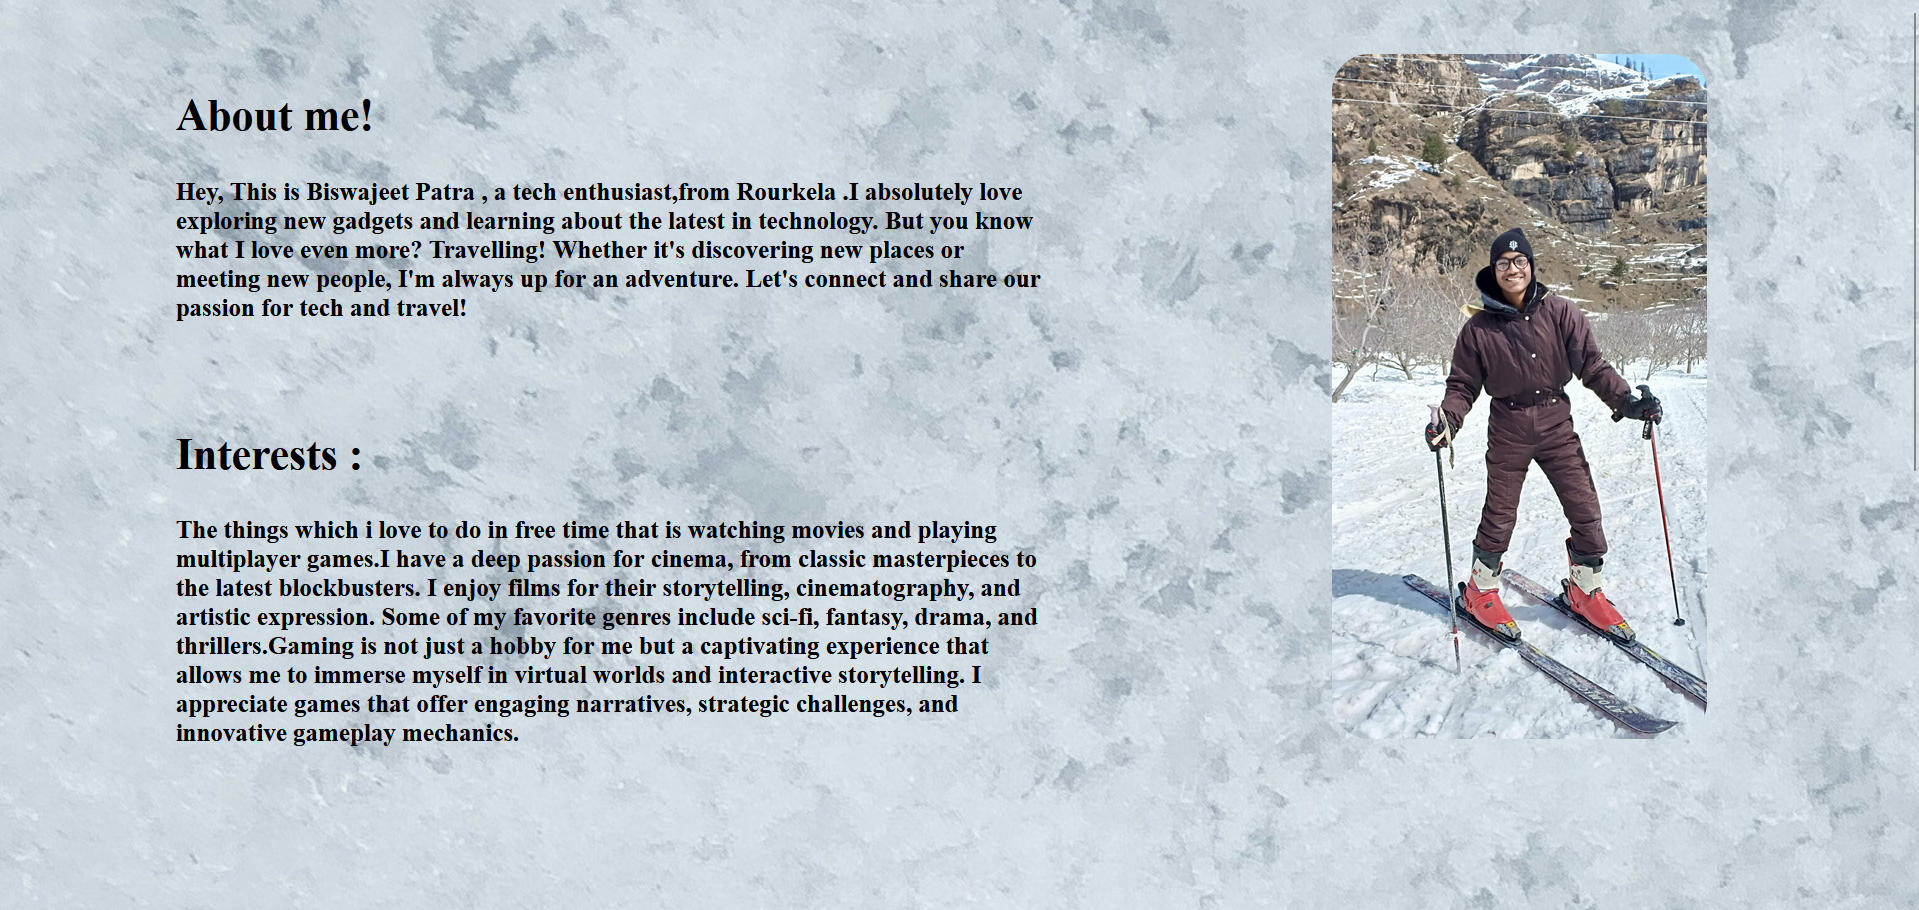 About me!
Hey, This is Biswajeet Patra , a tech enthusiast,from Rourkela .I absolutely love
exploring new gadgets and learning about the latest in technology. But you know
what I love even more? Travelling! Whether it's discovering new places or
meeting new people, I'm always up for an adventure. Let's connect and share our
passion for tech and travel!
Interests :
The things which i love to do in free time that is watching movies and playing
multiplayer games.I have a deep passion for cinema, from classic masterpieces to
the latest blockbusters. I enjoy films for their storytelling, cinematography, and
artistic expression. Some of my favorite genres include sci-fi, fantasy, drama, and
thrillers.Gaming is not just a hobby for me but a captivating experience that
allows me to immerse myself in virtual worlds and interactive storytelling. I
appreciate games that offer engaging narratives, strategic challenges, and
innovative gameplay mechanics.